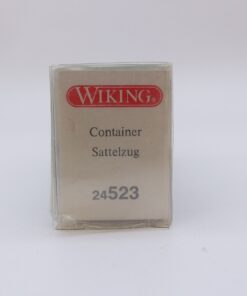 WIKING®
Container
Sattelzug
24523